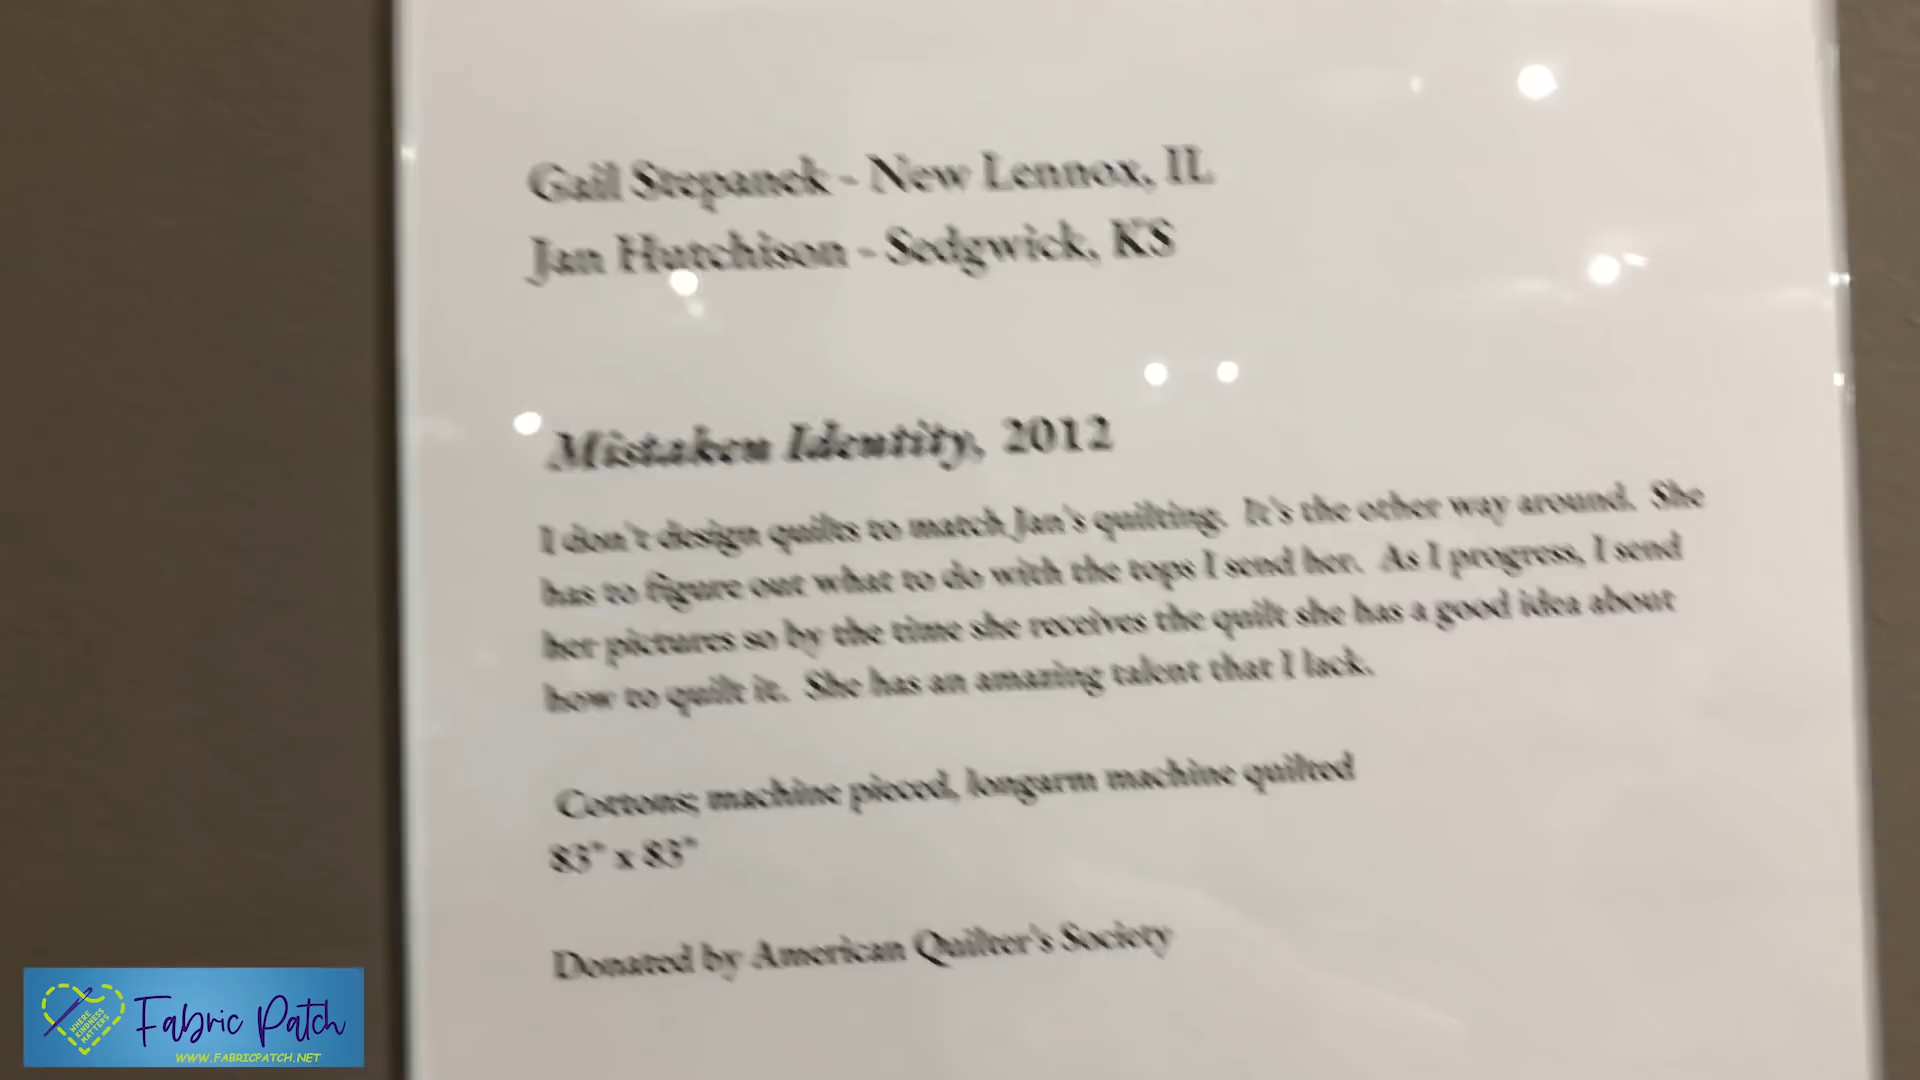 Gail Stepanek - New Lennox, IL
Jan Hutchison - Sedgwick, KS
Mistaken Identity, 2012
I don't design quilts to match Jan's quilting. It's the other way around. She
has to figure out what to do with the tops I send her. As I progress, I send
her pictures so by the time she receives the quilt she has a good idea about
how to quilt it. She has an amazing talent that I lack.
Cottons; machine pieced, longarm machine quilted
83" x 83"
Donated by American Quilter's Society
WHERE
KINDNESS
MATTERS
Fabric Patch
WWW.FABRICPATCH.NET